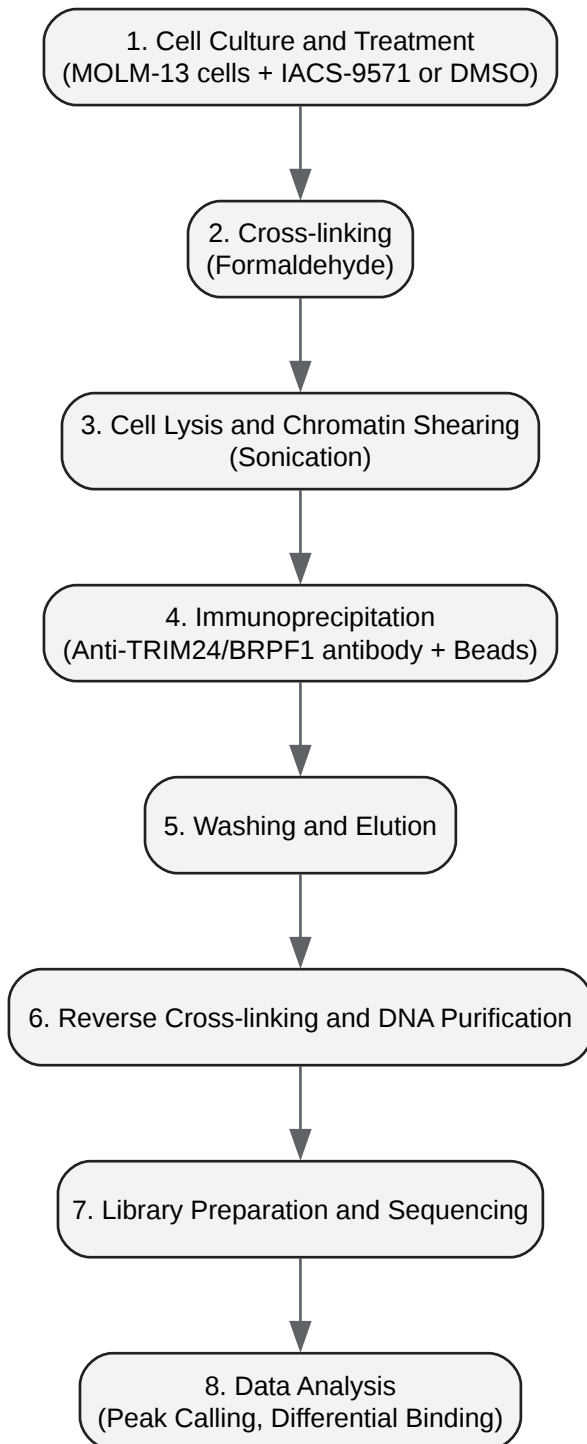 1. Cell Culture and Treatment
(MOLM-13 cells + IACS-9571 or DMSO)
2. Cross-linking
(Formaldehyde)
3. Cell Lysis and Chromatin Shearing
(Sonication)
4. Immunoprecipitation
(Anti-TRIM24/BRPF1 antibody + Beads)
5. Washing and Elution
6. Reverse Cross-linking and DNA Purification
7. Library Preparation and Sequencing
8. Data Analysis
(Peak Calling, Differential Binding)